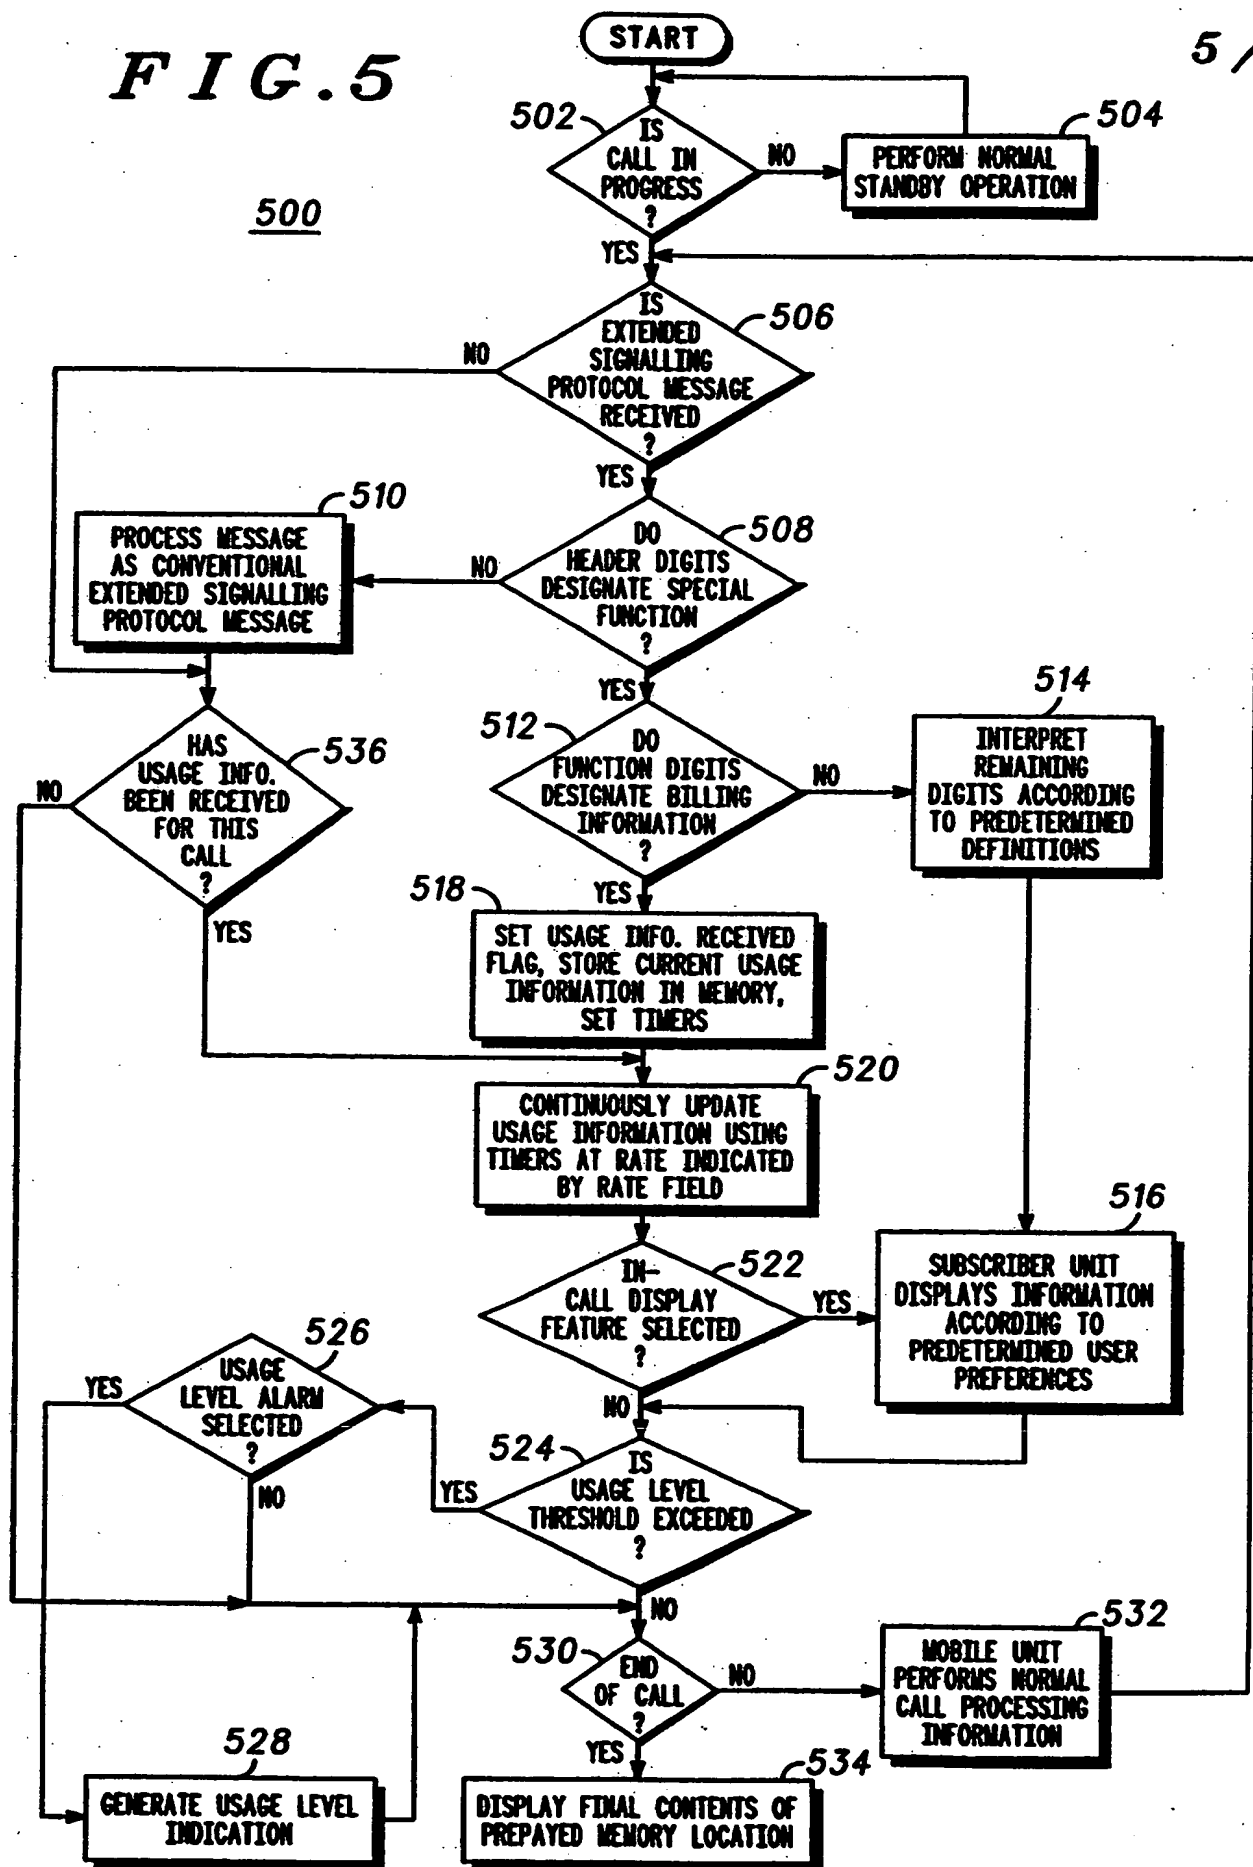 START
FIG.5
5/
502
IS
CALL IN
PROGRESS
?
NO
504
PERFORM NORMAL
STANDBY OPERATION
500
YES
IS
EXTENDED
SIGNALLING
PROTOCOL MESSAGE
RECEIVED
?
506
NO
YES
510
PROCESS MESSAGE
AS CONVENTIONAL
EXTENDED SIGNALLING
PROTOCOL MESSAGE
NO
DO
HEADER DIGITS
DESIGNATE SPECIAL
FUNCTION
?
508
YES
512
DO
FUNCTION DIGITS
DESIGNATE BILLING
INFORMATION
?
NO
514
INTERPRET
REMAINING
DIGITS ACCORDING
TO PREDETERMINED
DEFINITIONS
NO
HAS
USAGE INFO.
BEEN RECEIVED
FOR THIS
CALL
?
536
YES
YES
518
SET USAGE INFO. RECEIVED
FLAG, STORE CURRENT USAGE
INFORMATION IN MEMORY,
SET TIMERS
520
CONTINUOUSLY UPDATE
USAGE INFORMATION USING
TIMERS AT RATE INDICATED
BY RATE FIELD
516
SUBSCRIBER UNIT
DISPLAYS INFORMATION
ACCORDING TO
PREDETERMINED USER
PREFERENCES
IN-
CALL DISPLAY
FEATURE SELECTED
?
522
YES
NO
526
USAGE
LEVEL ALARM
SELECTED
?
YES
NO
524
IS
USAGE LEVEL
THRESHOLD EXCEEDED
?
YES
NO
530
END
OF CALL
?
NO
532
MOBILE UNIT
PERFORMS NORMAL
CALL PROCESSING
INFORMATION
YES
528
GENERATE USAGE LEVEL
INDICATION
534
DISPLAY FINAL CONTENTS OF
PREPAYED MEMORY LOCATION